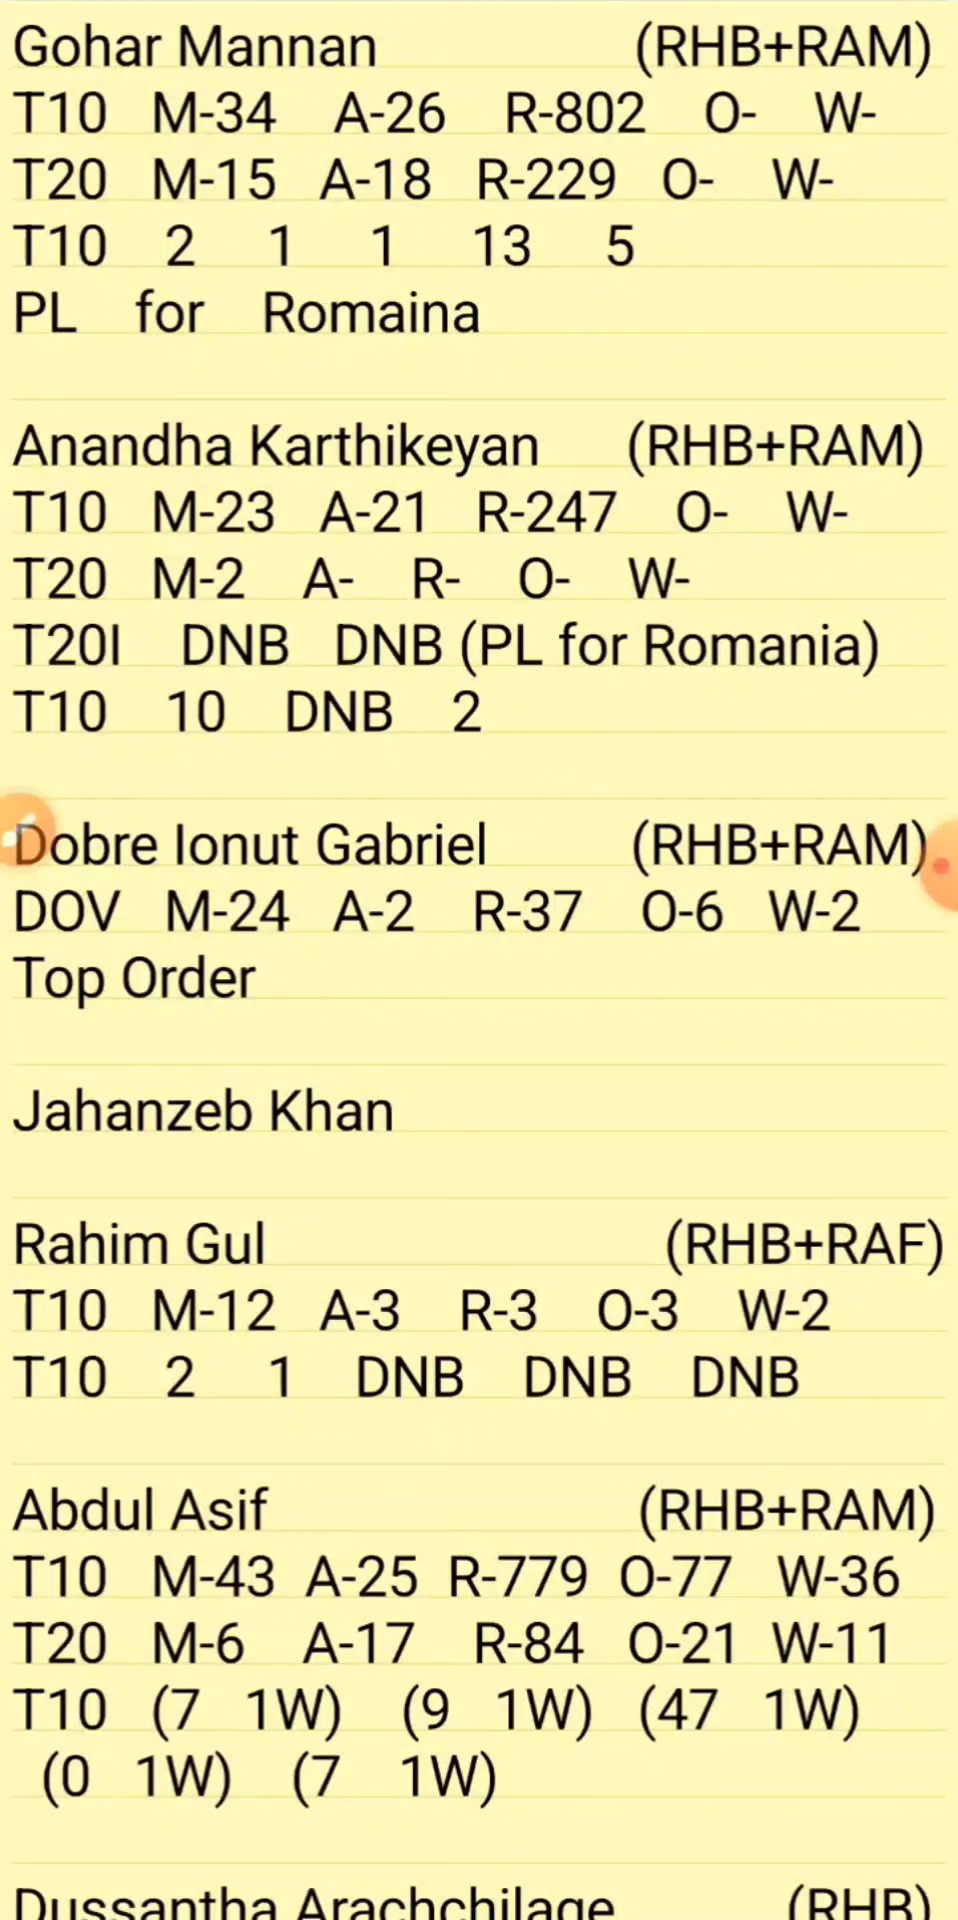 Gohar Mannan (RHB+RAM)
T10 M-34 A-26 R-802 O- W-
T20 M-15 A-18 R-229 O- W-
T10 2 1 1 13 5
PL for Romaina
Anandha Karthikeyan (RHB+RAM)
T10 M-23 A-21 R-247 O- W-
T20 M-2 A- R- O- W-
T20I DNB DNB (PL for Romania)
T10 10 DNB 2
Dobre Ionut Gabriel (RHB+RAM)
DOV M-24 A-2 R-37 O-6 W-2
Top Order
Jahanzeb Khan
Rahim Gul (RHB+RAF)
T10 M-12 A-3 R-3 O-3 W-2
T10 2 1 DNB DNB DNB
Abdul Asif (RHB+RAM)
T10 M-43 A-25 R-779 O-77 W-36
T20 M-6 A-17 R-84 O-21 W-11
T10 (7 1W) (9 1W) (47 1W)
(0 1W) (7 1W)
Dussantha Arachchilage (RHB)